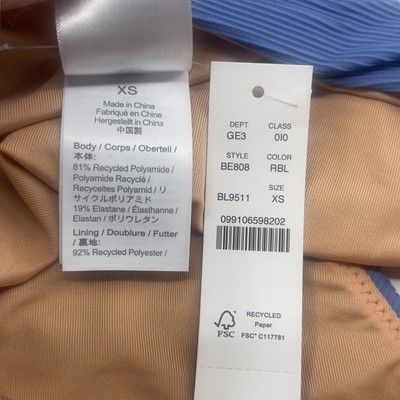 XS
Made in China
Fabriqué en Chine
Hergestellt in China
中国製
Body / Corps / Oberteil /
本体:
81% Recycled Polyamide /
Polyamide Recyclé /
Recyceltes Polyamid / リ
サイクルポリアミド
19% Elastane / Élasthanne /
Elastan / ポリウレタン
Lining / Doublure / Futter
/ 裏地:
92% Recycled Polyester /
DEPT CLASS
GE3 0I0
STYLE COLOR
BE808 RBL
SIZE
BL9511 XS
099106598202
FSC
RECYCLED
Paper
FSC® C117781